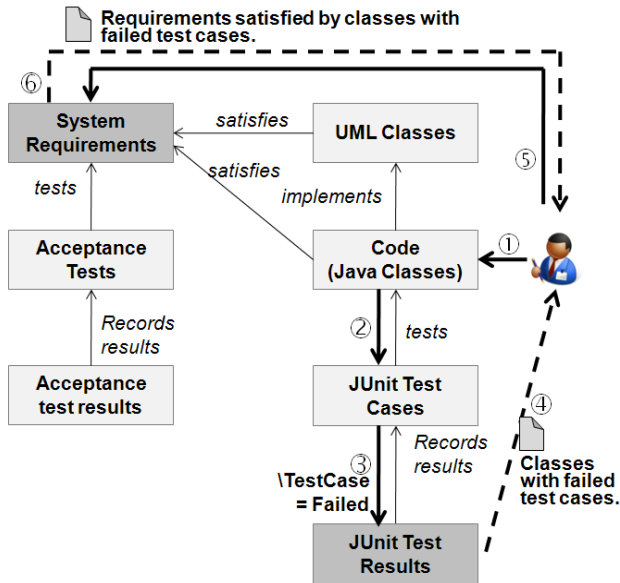 Requirements satisfied by classes with
failed test cases.
⑥
System
Requirements
satisfies
UML Classes
satisfies
⑤
tests
implements
Acceptance
Tests
Code
(Java Classes)
①
②
tests
Records
results
Acceptance
test results
JUnit Test
Cases
④
③
Records
results
\TestCase
= Failed
Classes
with failed
test cases.
JUnit Test
Results